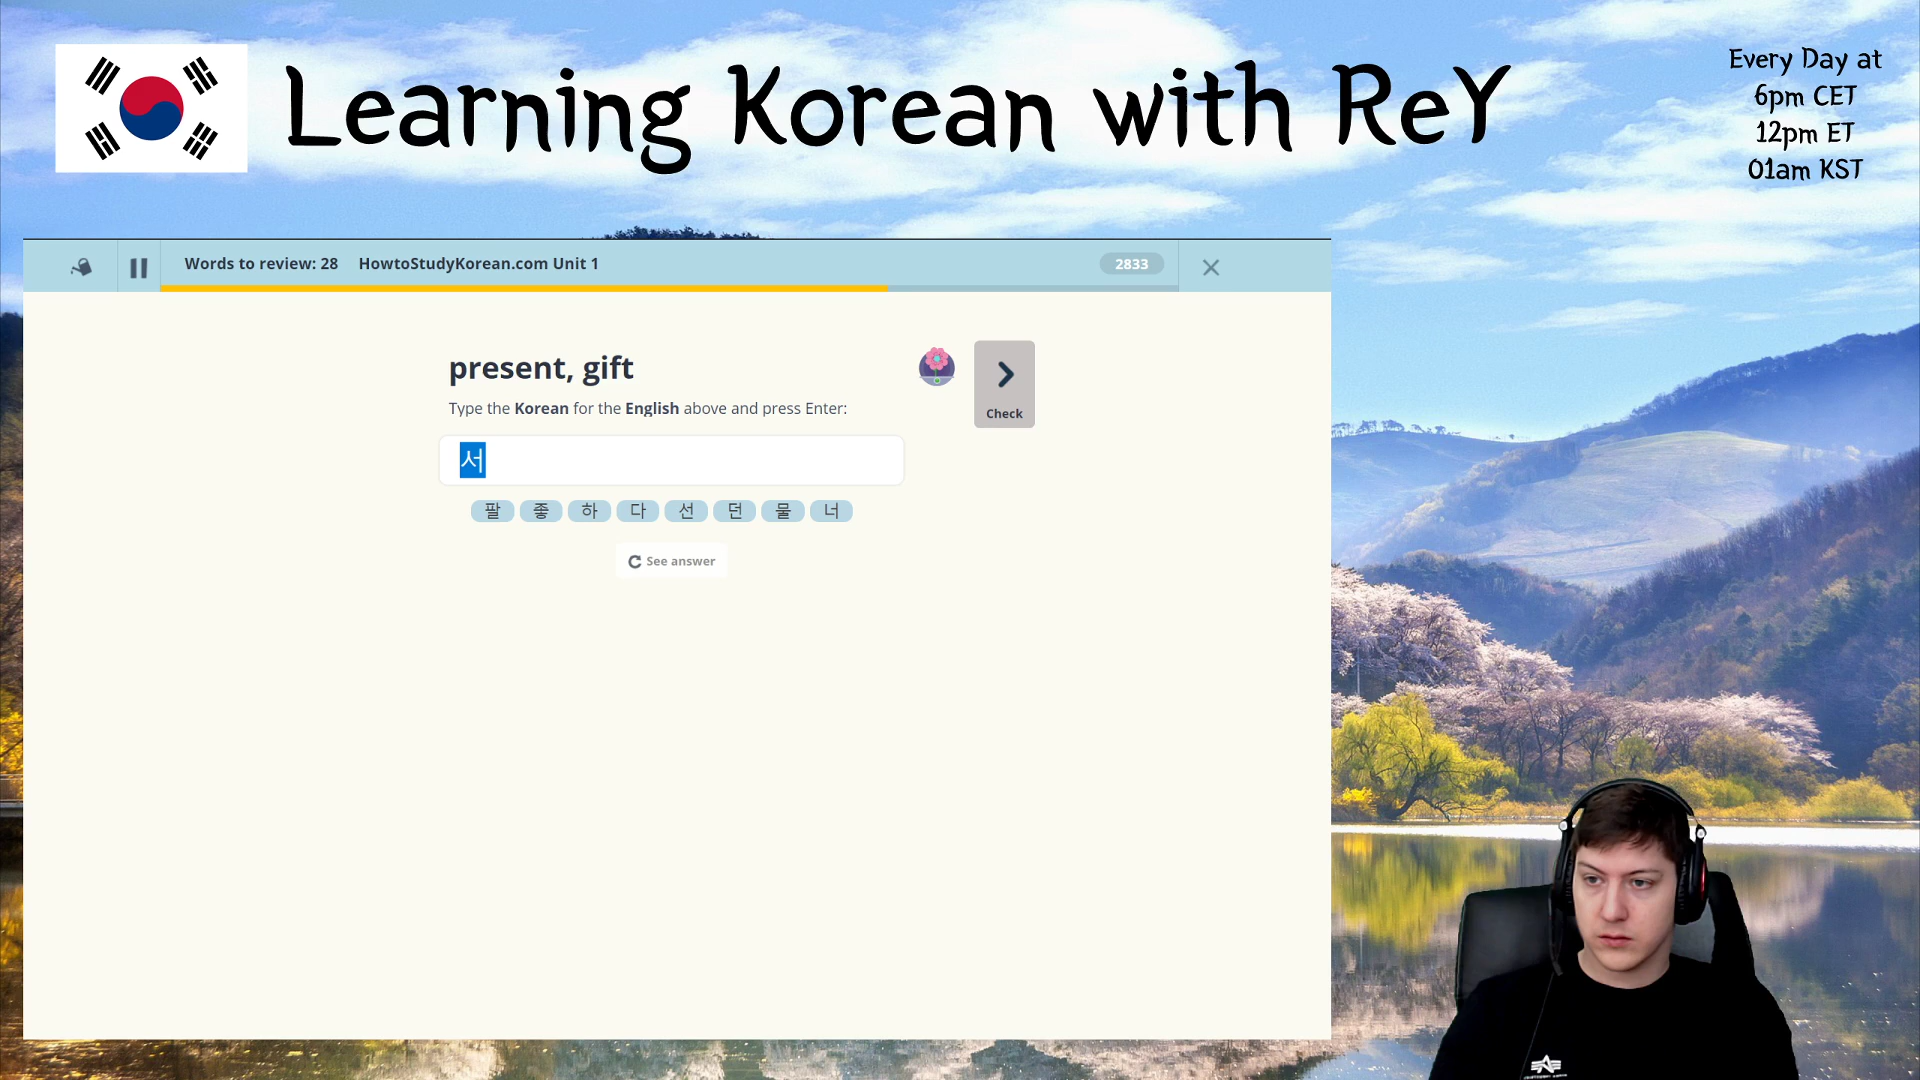 Learning Korean with ReY
Every Day at
6pm CET
12pm ET
01am KST
Words to review: 28 HowtoStudyKorean.com Unit 1
2833
present, gift
Type the Korean for the English above and press Enter:
Check
서
팔 좋 하 다 선 던 물 너
See answer